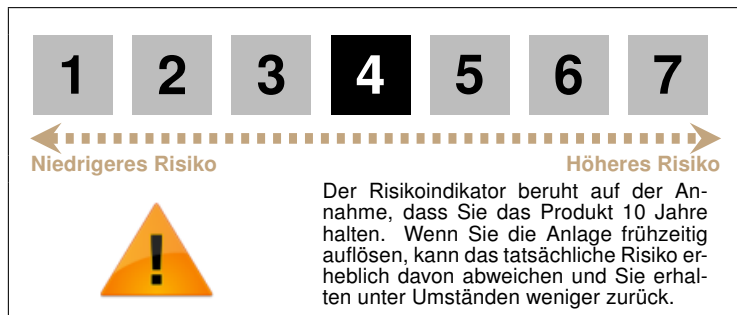 1 2 3 4 5 6 7
Niedrigeres Risiko Höheres Risiko
!
Der Risikoindikator beruht auf der An-
nahme, dass Sie das Produkt 10 Jahre
halten. Wenn Sie die Anlage frühzeitig
auflösen, kann das tatsächliche Risiko er-
heblich davon abweichen und Sie erhal-
ten unter Umständen weniger zurück.